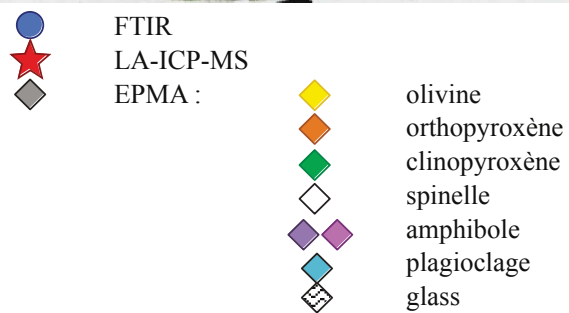 FTIR
LA-ICP-MS
EPMA :
olivine
orthopyroxène
clinopyroxène
spinelle
amphibole
plagioclage
glass